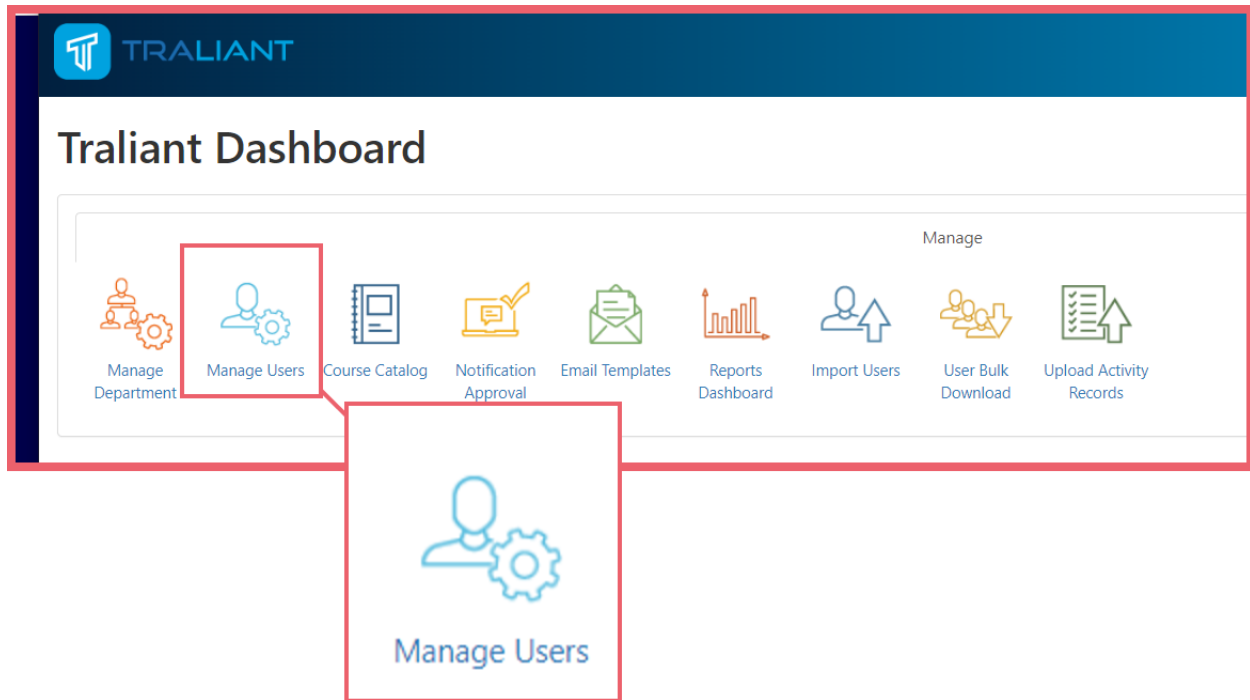 TRALIANT
Traliant Dashboard
Manage
Manage Department
Manage Users
Course Catalog
Notification Approval
Email Templates
Reports Dashboard
Import Users
User Bulk Download
Upload Activity Records
Manage Users